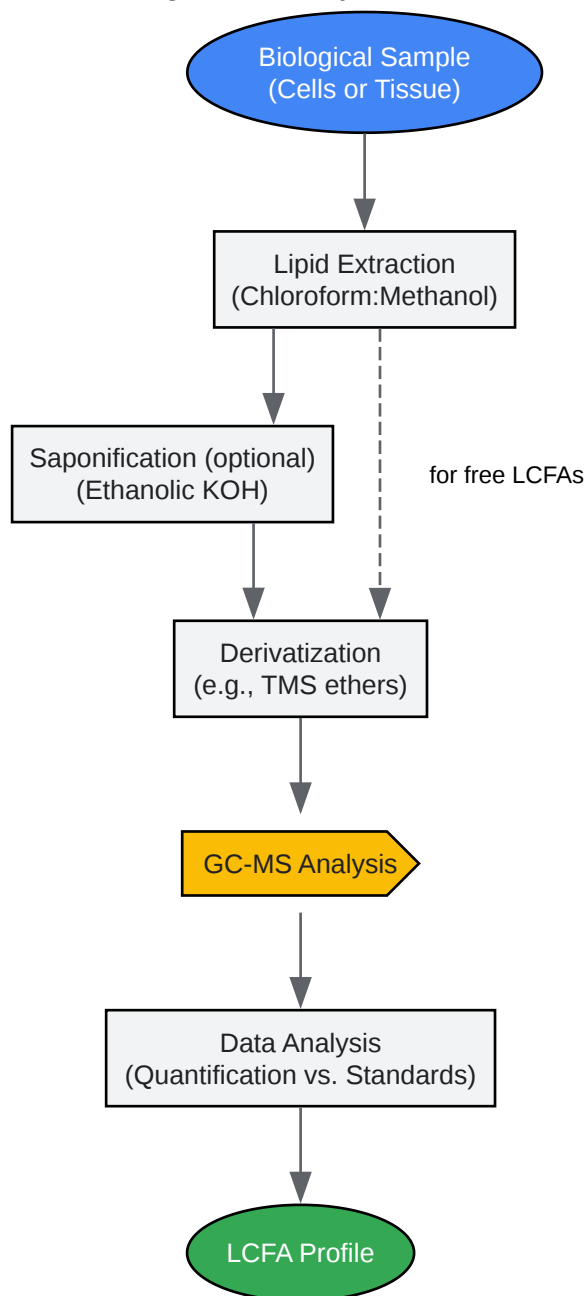 Biological Sample
(Cells or Tissue)
Lipid Extraction
(Chloroform:Methanol)
Saponification (optional)
(Ethanolic KOH)
for free LCFAs
Derivatization
(e.g., TMS ethers)
GC-MS Analysis
Data Analysis
(Quantification vs. Standards)
LCFA Profile